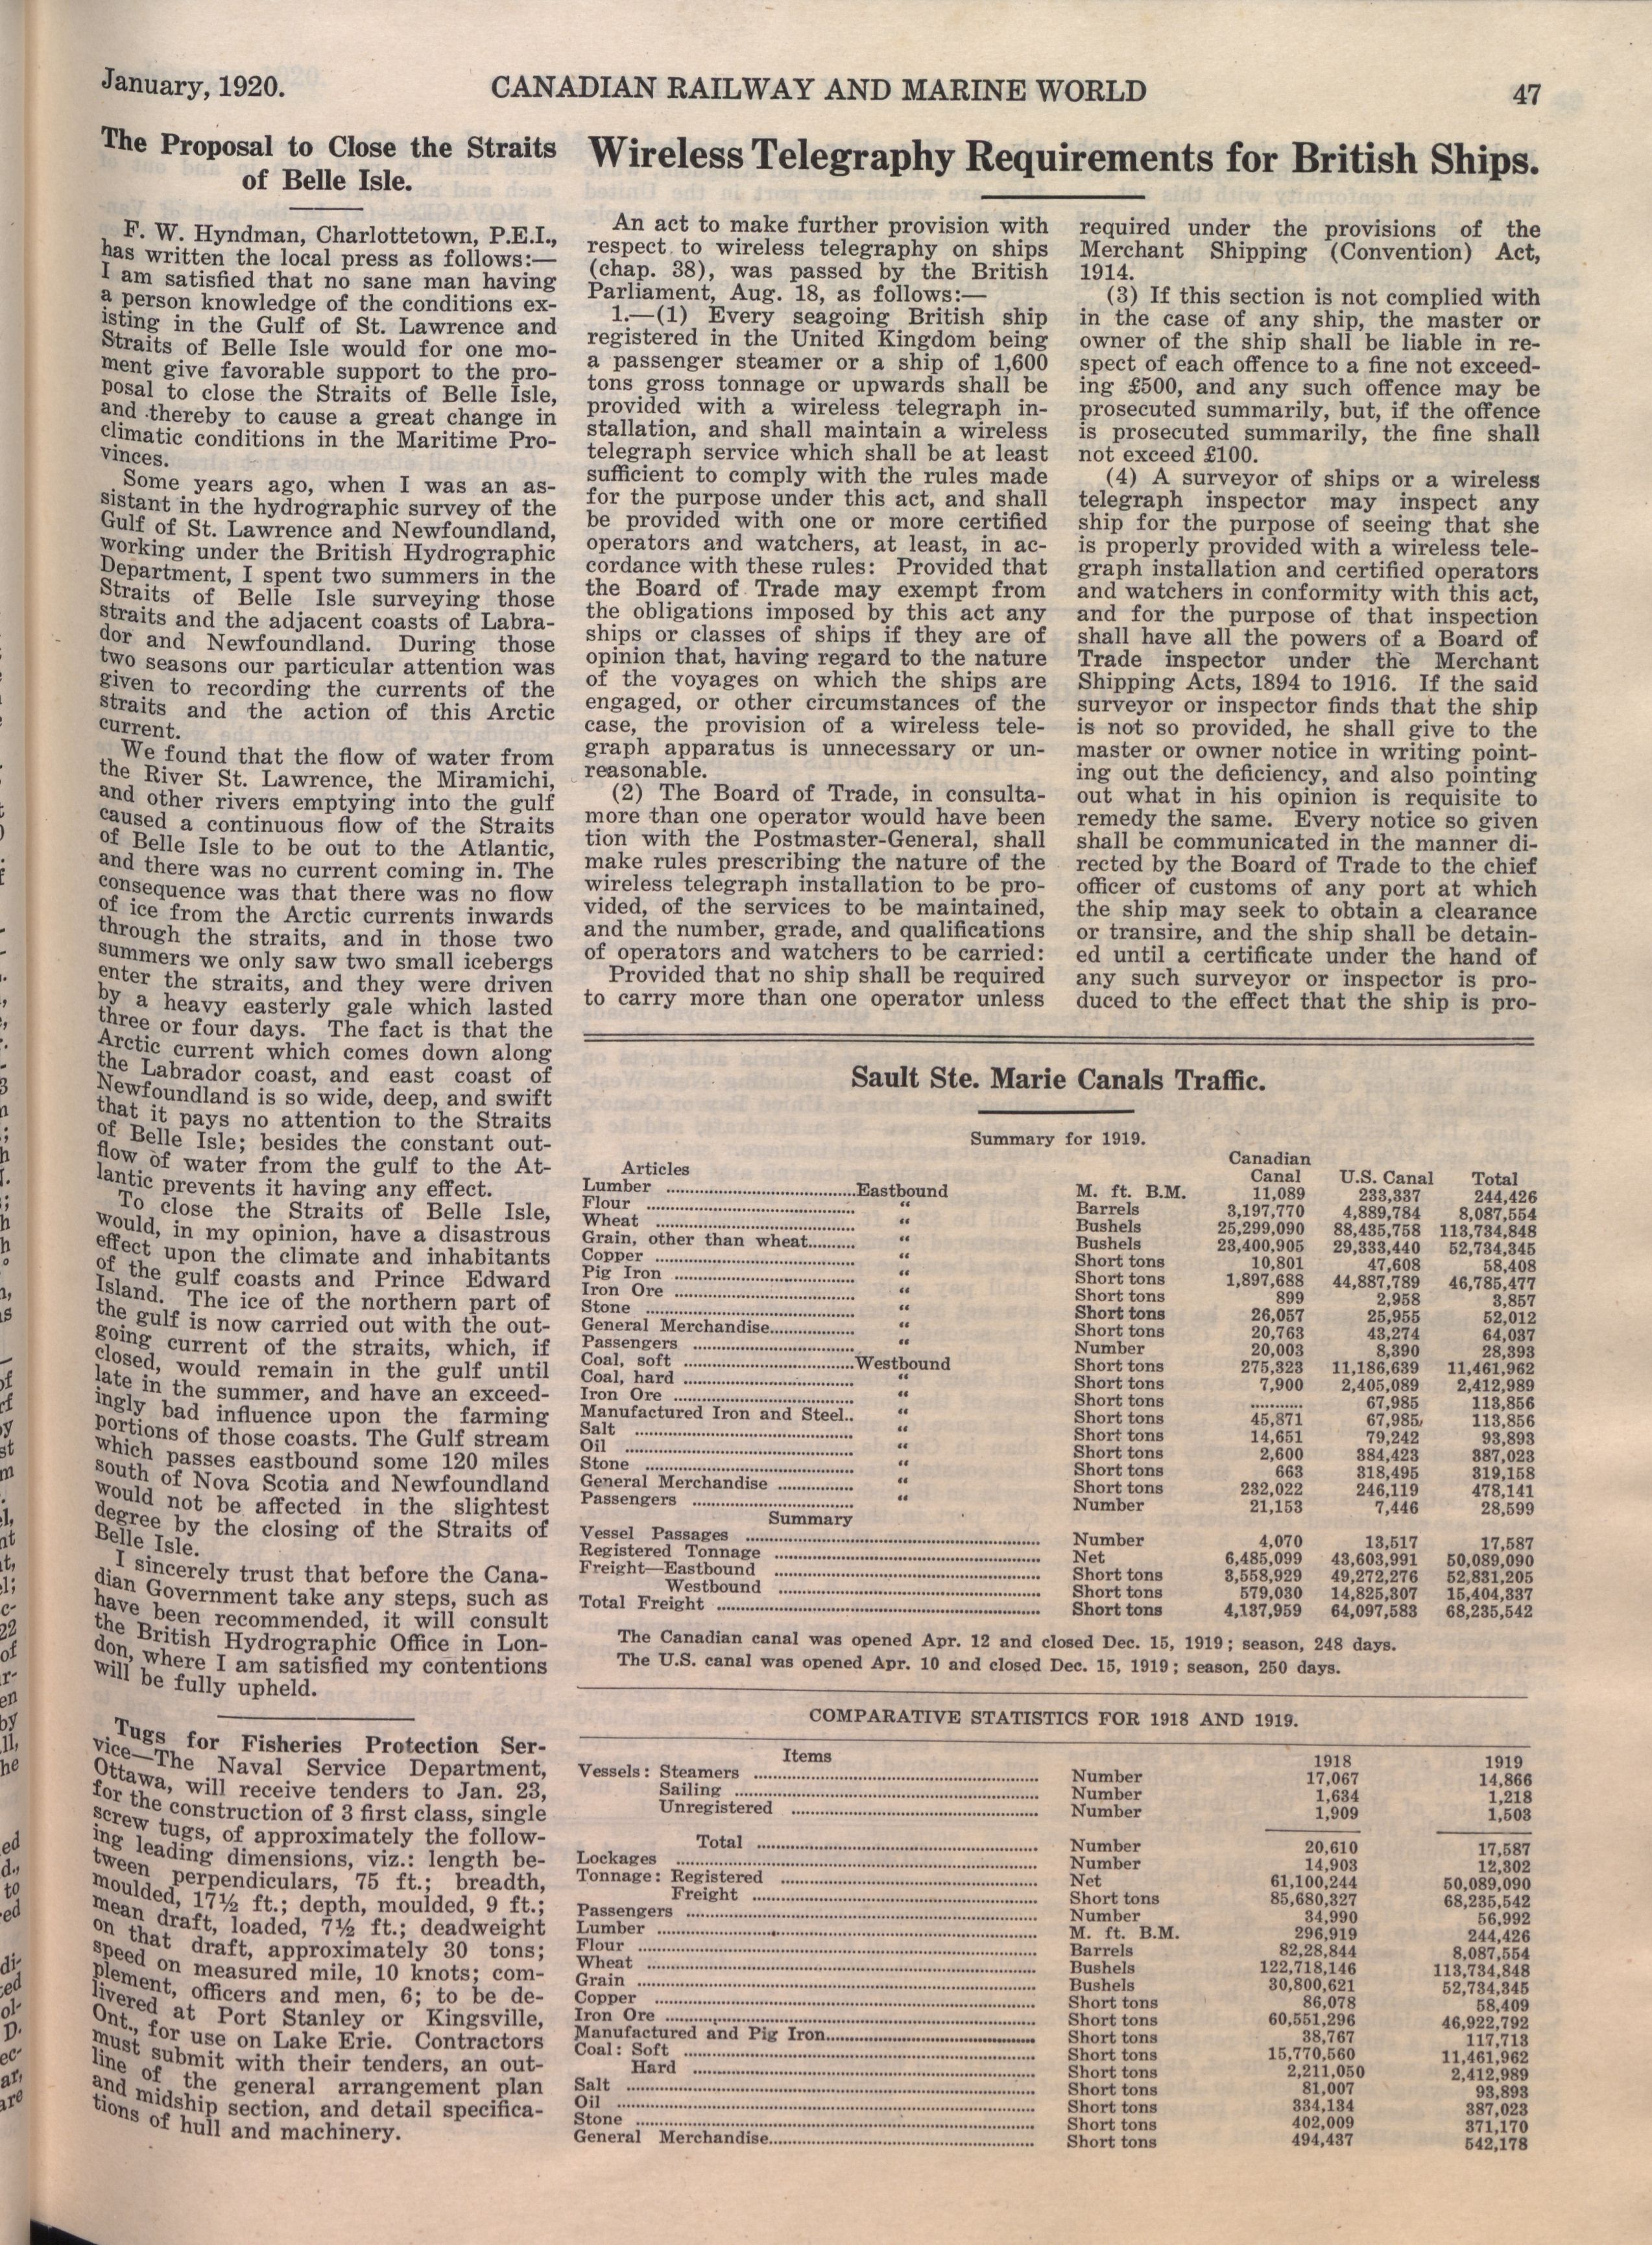 January, 1920.
CANADIAN RAILWAY AND MARINE WORLD
47
The Proposal to Close the Straits
of Belle Isle.
F. W. Hyndman, Charlottetown, P.E.I.,
has written the local press as follows:—
I am satisfied that no sane man having
a person knowledge of the conditions ex-
isting in the Gulf of St. Lawrence and
Straits of Belle Isle would for one mo-
ment give favorable support to the pro-
posal to close the Straits of Belle Isle,
and thereby to cause a great change in
climatic conditions in the Maritime Pro-
vinces.
Some years ago, when I was an as-
sistant in the hydrographic survey of the
Gulf of St. Lawrence and Newfoundland,
working under the British Hydrographic
Department, I spent two summers in the
Straits of Belle Isle surveying those
straits and the adjacent coasts of Labra-
dor and Newfoundland. During those
two seasons our particular attention was
given to recording the currents of the
straits and the action of this Arctic
current.
We found that the flow of water from
the River St. Lawrence, the Miramichi,
and other rivers emptying into the gulf
caused a continuous flow of the Straits
of Belle Isle to be out to the Atlantic,
and there was no current coming in. The
consequence was that there was no flow
of ice from the Arctic currents inwards
through the straits, and in those two
summers we only saw two small icebergs
enter the straits, and they were driven
by a heavy easterly gale which lasted
three or four days. The fact is that the
Arctic current which comes down along
the Labrador coast, and east coast of
Newfoundland is so wide, deep, and swift
that it pays no attention to the Straits
of Belle Isle; besides the constant out-
flow of water from the gulf to the At-
lantic prevents it having any effect.
To close the Straits of Belle Isle,
would, in my opinion, have a disastrous
effect upon the climate and inhabitants
of the gulf coasts and Prince Edward
Island. The ice of the northern part of
the gulf is now carried out with the out-
going current of the straits, which, if
closed, would remain in the gulf until
late in the summer, and have an exceed-
ingly bad influence upon the farming
portions of those coasts. The Gulf stream
which passes eastbound some 120 miles
south of Nova Scotia and Newfoundland
would not be affected in the slightest
degree by the closing of the Straits of
Belle Isle.
I sincerely trust that before the Cana-
dian Government take any steps, such as
have been recommended, it will consult
the British Hydrographic Office in Lon-
don, where I am satisfied my contentions
will be fully upheld.
Tugs for Fisheries Protection Ser-
vice—The Naval Service Department,
Ottawa, will receive tenders to Jan. 23,
for the construction of 3 first class, single
screw tugs, of approximately the follow-
ing leading dimensions, viz.: length be-
tween perpendiculars, 75 ft.; breadth,
moulded, 17½ ft.; depth, moulded, 9 ft.;
mean draft, loaded, 7½ ft.; deadweight
on that draft, approximately 30 tons;
speed on measured mile, 10 knots; com-
plement, officers and men, 6; to be de-
livered at Port Stanley or Kingsville,
Ont., for use on Lake Erie. Contractors
must submit with their tenders, an out-
line of the general arrangement plan
and midship section, and detail specifica-
tions of hull and machinery.
Wireless Telegraphy Requirements for British Ships.
An act to make further provision with
respect to wireless telegraphy on ships
(chap. 38), was passed by the British
Parliament, Aug. 18, as follows:—
1.—(1) Every seagoing British ship
registered in the United Kingdom being
a passenger steamer or a ship of 1,600
tons gross tonnage or upwards shall be
provided with a wireless telegraph in-
stallation, and shall maintain a wireless
telegraph service which shall be at least
sufficient to comply with the rules made
for the purpose under this act, and shall
be provided with one or more certified
operators and watchers, at least, in ac-
cordance with these rules: Provided that
the Board of Trade may exempt from
the obligations imposed by this act any
ships or classes of ships if they are of
opinion that, having regard to the nature
of the voyages on which the ships are
engaged, or other circumstances of the
case, the provision of a wireless tele-
graph apparatus is unnecessary or un-
reasonable.
(2) The Board of Trade, in consulta-
more than one operator would have been
tion with the Postmaster-General, shall
make rules prescribing the nature of the
wireless telegraph installation to be pro-
vided, of the services to be maintained,
and the number, grade, and qualifications
of operators and watchers to be carried:
Provided that no ship shall be required
to carry more than one operator unless
required under the provisions of the
Merchant Shipping (Convention) Act,
1914.
(3) If this section is not complied with
in the case of any ship, the master or
owner of the ship shall be liable in re-
spect of each offence to a fine not exceed-
ing £500, and any such offence may be
prosecuted summarily, but, if the offence
is prosecuted summarily, the fine shall
not exceed £100.
(4) A surveyor of ships or a wireless
telegraph inspector may inspect any
ship for the purpose of seeing that she
is properly provided with a wireless tele-
graph installation and certified operators
and watchers in conformity with this act,
and for the purpose of that inspection
shall have all the powers of a Board of
Trade inspector under the Merchant
Shipping Acts, 1894 to 1916. If the said
surveyor or inspector finds that the ship
is not so provided, he shall give to the
master or owner notice in writing point-
ing out the deficiency, and also pointing
out what in his opinion is requisite to
remedy the same. Every notice so given
shall be communicated in the manner di-
rected by the Board of Trade to the chief
officer of customs of any port at which
the ship may seek to obtain a clearance
or transire, and the ship shall be detain-
ed until a certificate under the hand of
any such surveyor or inspector is pro-
duced to the effect that the ship is pro-
Sault Ste. Marie Canals Traffic.
Summary for 1919.
Canadian
Articles Canal U.S. Canal Total
Lumber Eastbound M. ft. B.M. 11,089 233,337 244,426
Flour " Barrels 3,197,770 4,889,784 8,087,554
Wheat " Bushels 25,299,090 88,435,758 113,734,848
Grain, other than wheat " Bushels 23,400,905 29,333,440 52,734,345
Copper " Short tons 10,801 47,608 58,408
Pig Iron " Short tons 1,897,688 44,887,789 46,785,477
Iron Ore " Short tons 899 2,958 3,857
Stone " Short tons 26,057 25,955 52,012
General Merchandise " Short tons 20,763 43,274 64,037
Passengers " Number 20,003 8,390 28,393
Coal, soft Westbound Short tons 275,323 11,186,639 11,461,962
Coal, hard " Short tons 7,900 2,405,089 2,412,989
Iron Ore " Short tons .......... 67,985 113,856
Manufactured Iron and Steel.. " Short tons 45,871 67,985 113,856
Salt " Short tons 14,651 79,242 93,893
Oil " Short tons 2,600 384,423 387,023
Stone " Short tons 663 318,495 319,158
General Merchandise " Short tons 232,022 246,119 478,141
Passengers " Number 21,153 7,446 28,599
Summary
Vessel Passages Number 4,070 13,517 17,587
Registered Tonnage Net 6,485,099 43,603,991 50,089,090
Freight—Eastbound Short tons 3,558,929 49,272,276 52,831,205
Westbound Short tons 579,030 14,825,307 15,404,337
Total Freight Short tons 4,137,959 64,097,583 68,235,542
The Canadian canal was opened Apr. 12 and closed Dec. 15, 1919; season, 248 days.
The U.S. canal was opened Apr. 10 and closed Dec. 15, 1919; season, 250 days.
COMPARATIVE STATISTICS FOR 1918 AND 1919.
Items 1918 1919
Vessels: Steamers Number 17,067 14,866
Sailing Number 1,634 1,218
Unregistered Number 1,909 1,503
Total Number 20,610 17,587
Lockages Number 14,903 12,302
Tonnage: Registered Net 61,100,244 50,089,090
Freight Short tons 85,680,327 68,235,542
Passengers Number 34,990 56,992
Lumber M. ft. B.M. 296,919 244,426
Flour Barrels 82,28,844 8,087,554
Wheat Bushels 122,718,146 113,734,848
Grain Bushels 30,800,621 52,734,345
Copper Short tons 86,078 58,409
Iron Ore Short tons 60,551,296 46,922,792
Manufactured and Pig Iron Short tons 38,767 117,713
Coal: Soft Short tons 15,770,560 11,461,962
Hard Short tons 2,211,050 2,412,989
Salt Short tons 81,007 93,893
Oil Short tons 334,134 387,023
Stone Short tons 402,009 371,170
General Merchandise Short tons 494,437 542,178